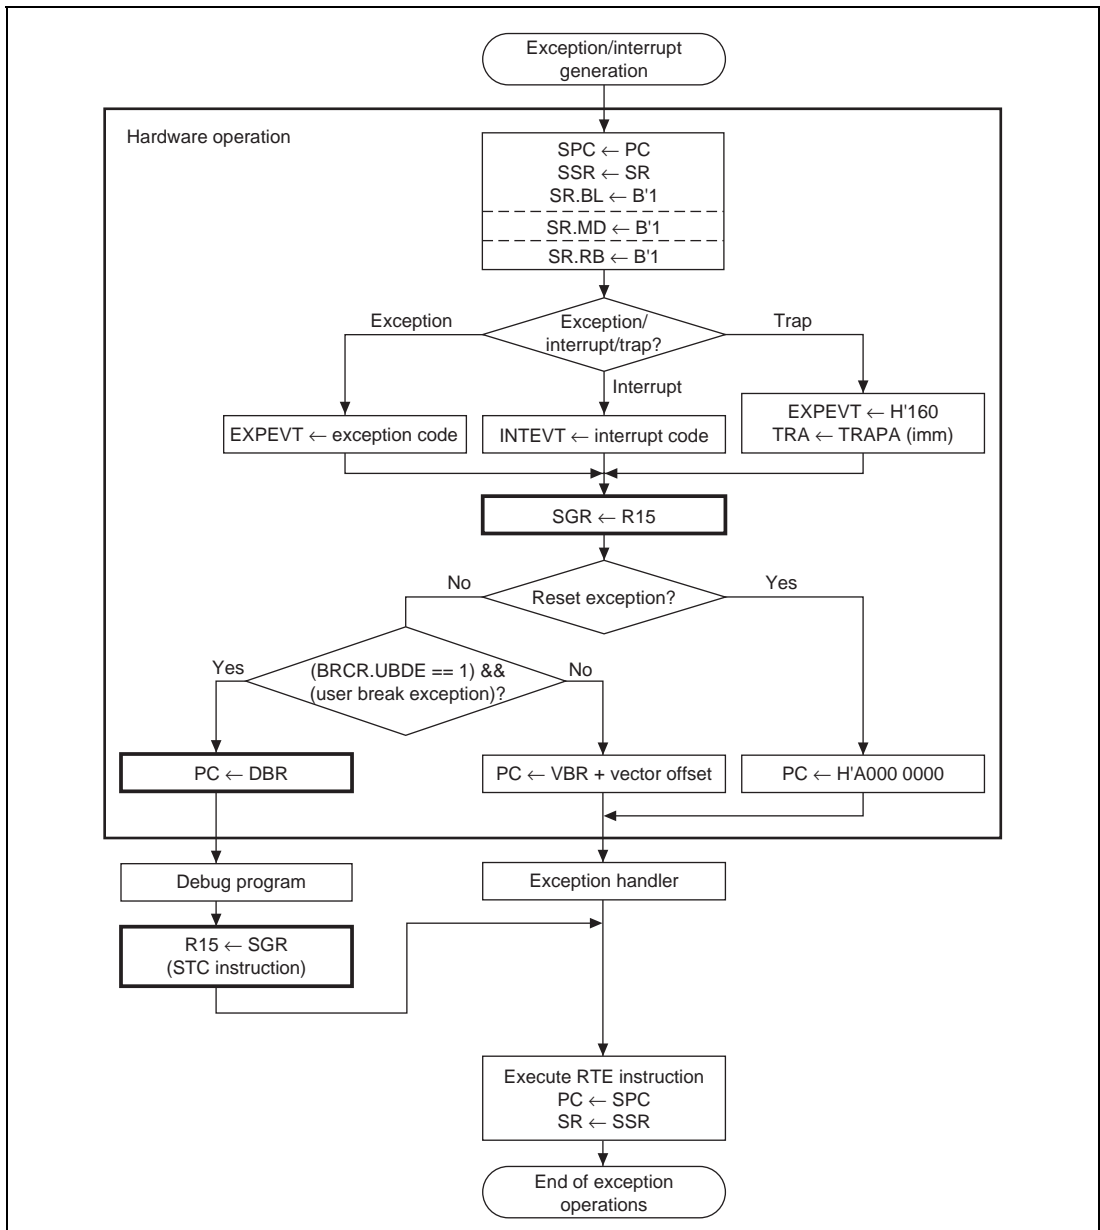 Exception/interrupt
generation
Hardware operation
SPC ← PC
SSR ← SR
SR.BL ← B'1
SR.MD ← B'1
SR.RB ← B'1
Exception
Exception/
interrupt/trap?
Trap
Interrupt
EXPEVT ← exception code
INTEVT ← interrupt code
EXPEVT ← H'160
TRA ← TRAPA (imm)
SGR ← R15
No
Reset exception?
Yes
Yes
(BRCR.UBDE == 1) &&
(user break exception)?
No
PC ← DBR
PC ← VBR + vector offset
PC ← H'A000 0000
Debug program
Exception handler
R15 ← SGR
(STC instruction)
Execute RTE instruction
PC ← SPC
SR ← SSR
End of exception
operations